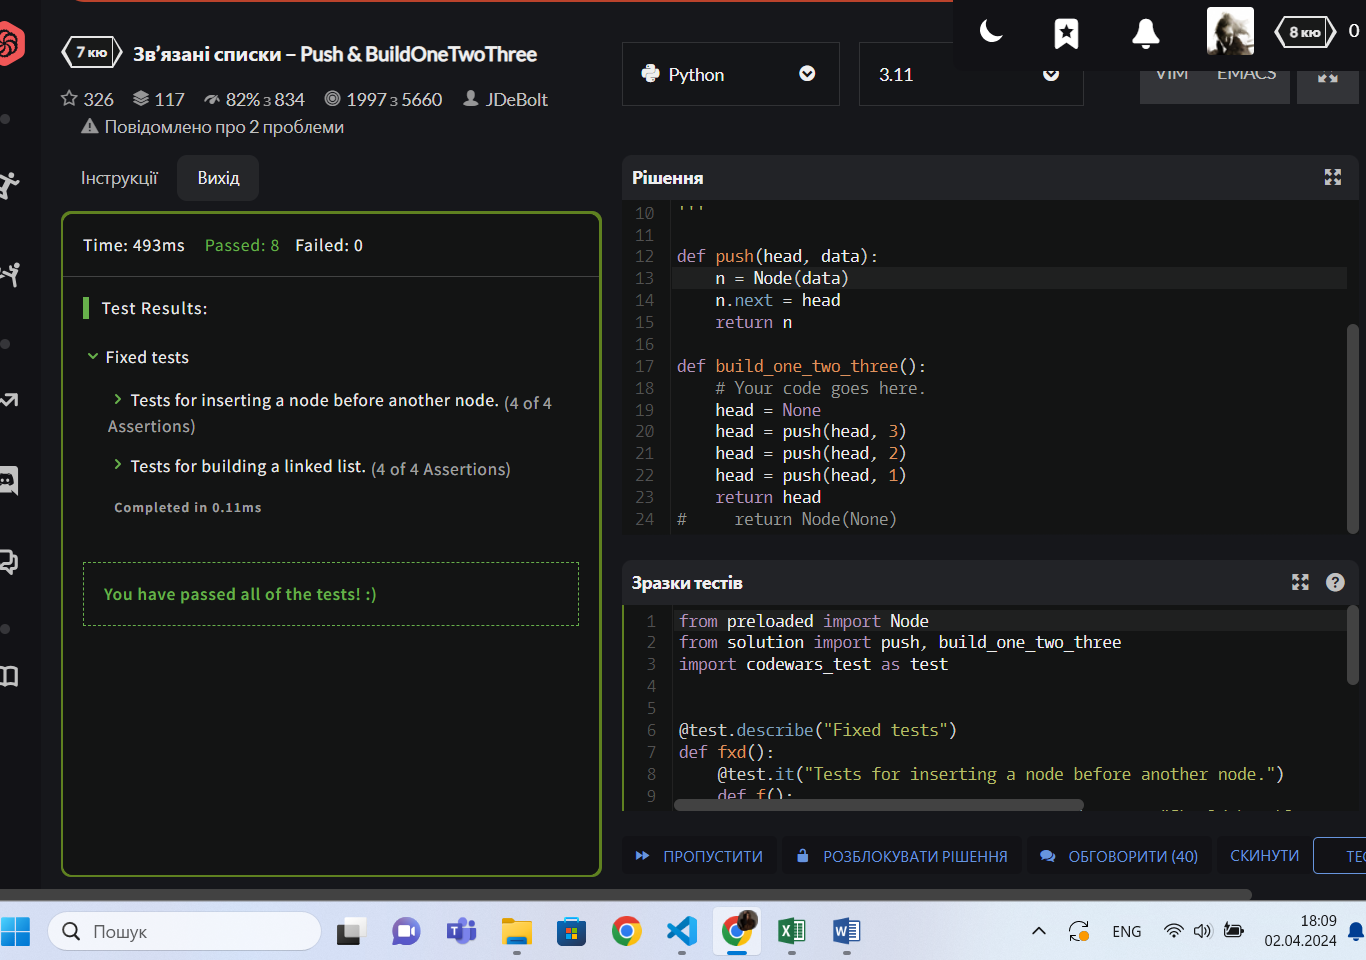 7 кю Зв’язані списки – Push & BuildOneTwoThree
326 117 82% з 834 1997 з 5660 JDeBolt
Повідомлено про 2 проблеми
Python
3.11
VIM EMACS
8 кю 0
Інструкції Вихід
Time: 493ms Passed: 8 Failed: 0
Test Results:
Fixed tests
Tests for inserting a node before another node. (4 of 4
Assertions)
Tests for building a linked list. (4 of 4 Assertions)
Completed in 0.11ms
You have passed all of the tests! :)
Рішення
10 '''
11
12 def push(head, data):
13     n = Node(data)
14     n.next = head
15     return n
16
17 def build_one_two_three():
18     # Your code goes here.
19     head = None
20     head = push(head, 3)
21     head = push(head, 2)
22     head = push(head, 1)
23     return head
24 #     return Node(None)
Зразки тестів
1 from preloaded import Node
2 from solution import push, build_one_two_three
3 import codewars_test as test
4
5
6 @test.describe("Fixed tests")
7 def fxd():
8     @test.it("Tests for inserting a node before another node.")
9     def f():
ПРОПУСТИТИ РОЗБЛОКУВАТИ РІШЕННЯ ОБГОВОРИТИ (40) СКИНУТИ
Пошук
ENG
18:09
02.04.2024